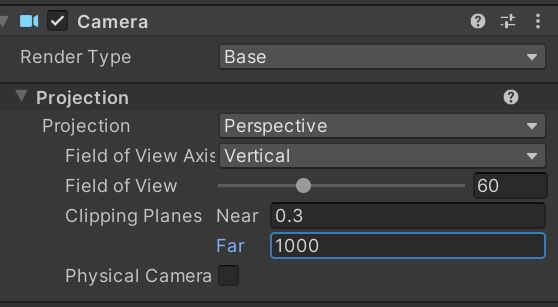 Camera
Render Type Base
Projection
Projection Perspective
Field of View Axis Vertical
Field of View 60
Clipping Planes Near 0.3
Far 1000
Physical Camera